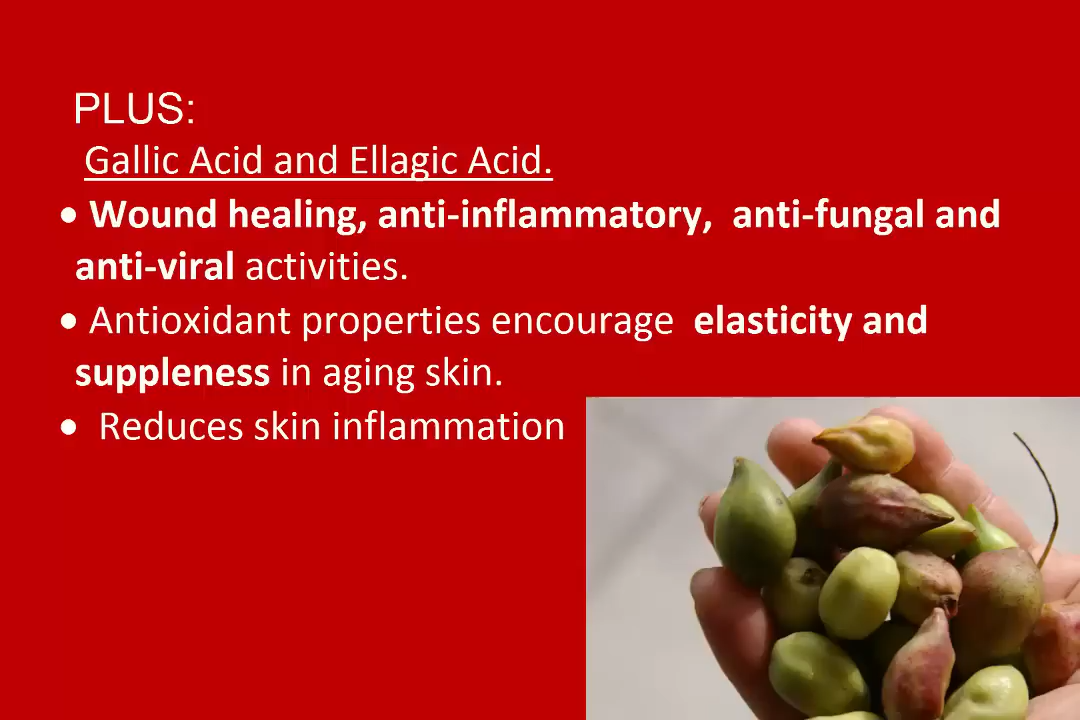 PLUS:
Gallic Acid and Ellagic Acid.
• Wound healing, anti-inflammatory,  anti-fungal and
anti-viral activities.
• Antioxidant properties encourage  elasticity and
suppleness in aging skin.
•  Reduces skin inflammation